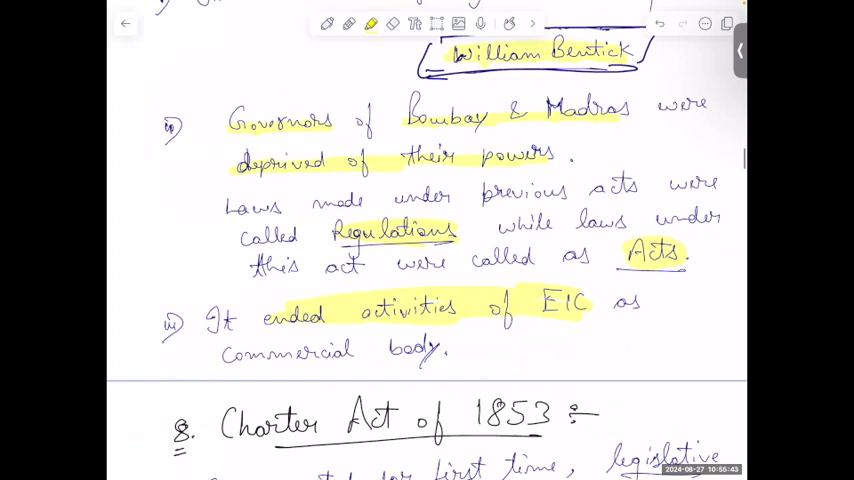 William Bentick
ii) Governors of Bombay & Madras were
deprived of their powers.
Laws made under previous acts were
called Regulations while laws under
this act were called as Acts.
iii) It ended activities of EIC as
commercial body.
8. Charter Act of 1853 :-
for first time, legislative
2024-08-27 10:55:43